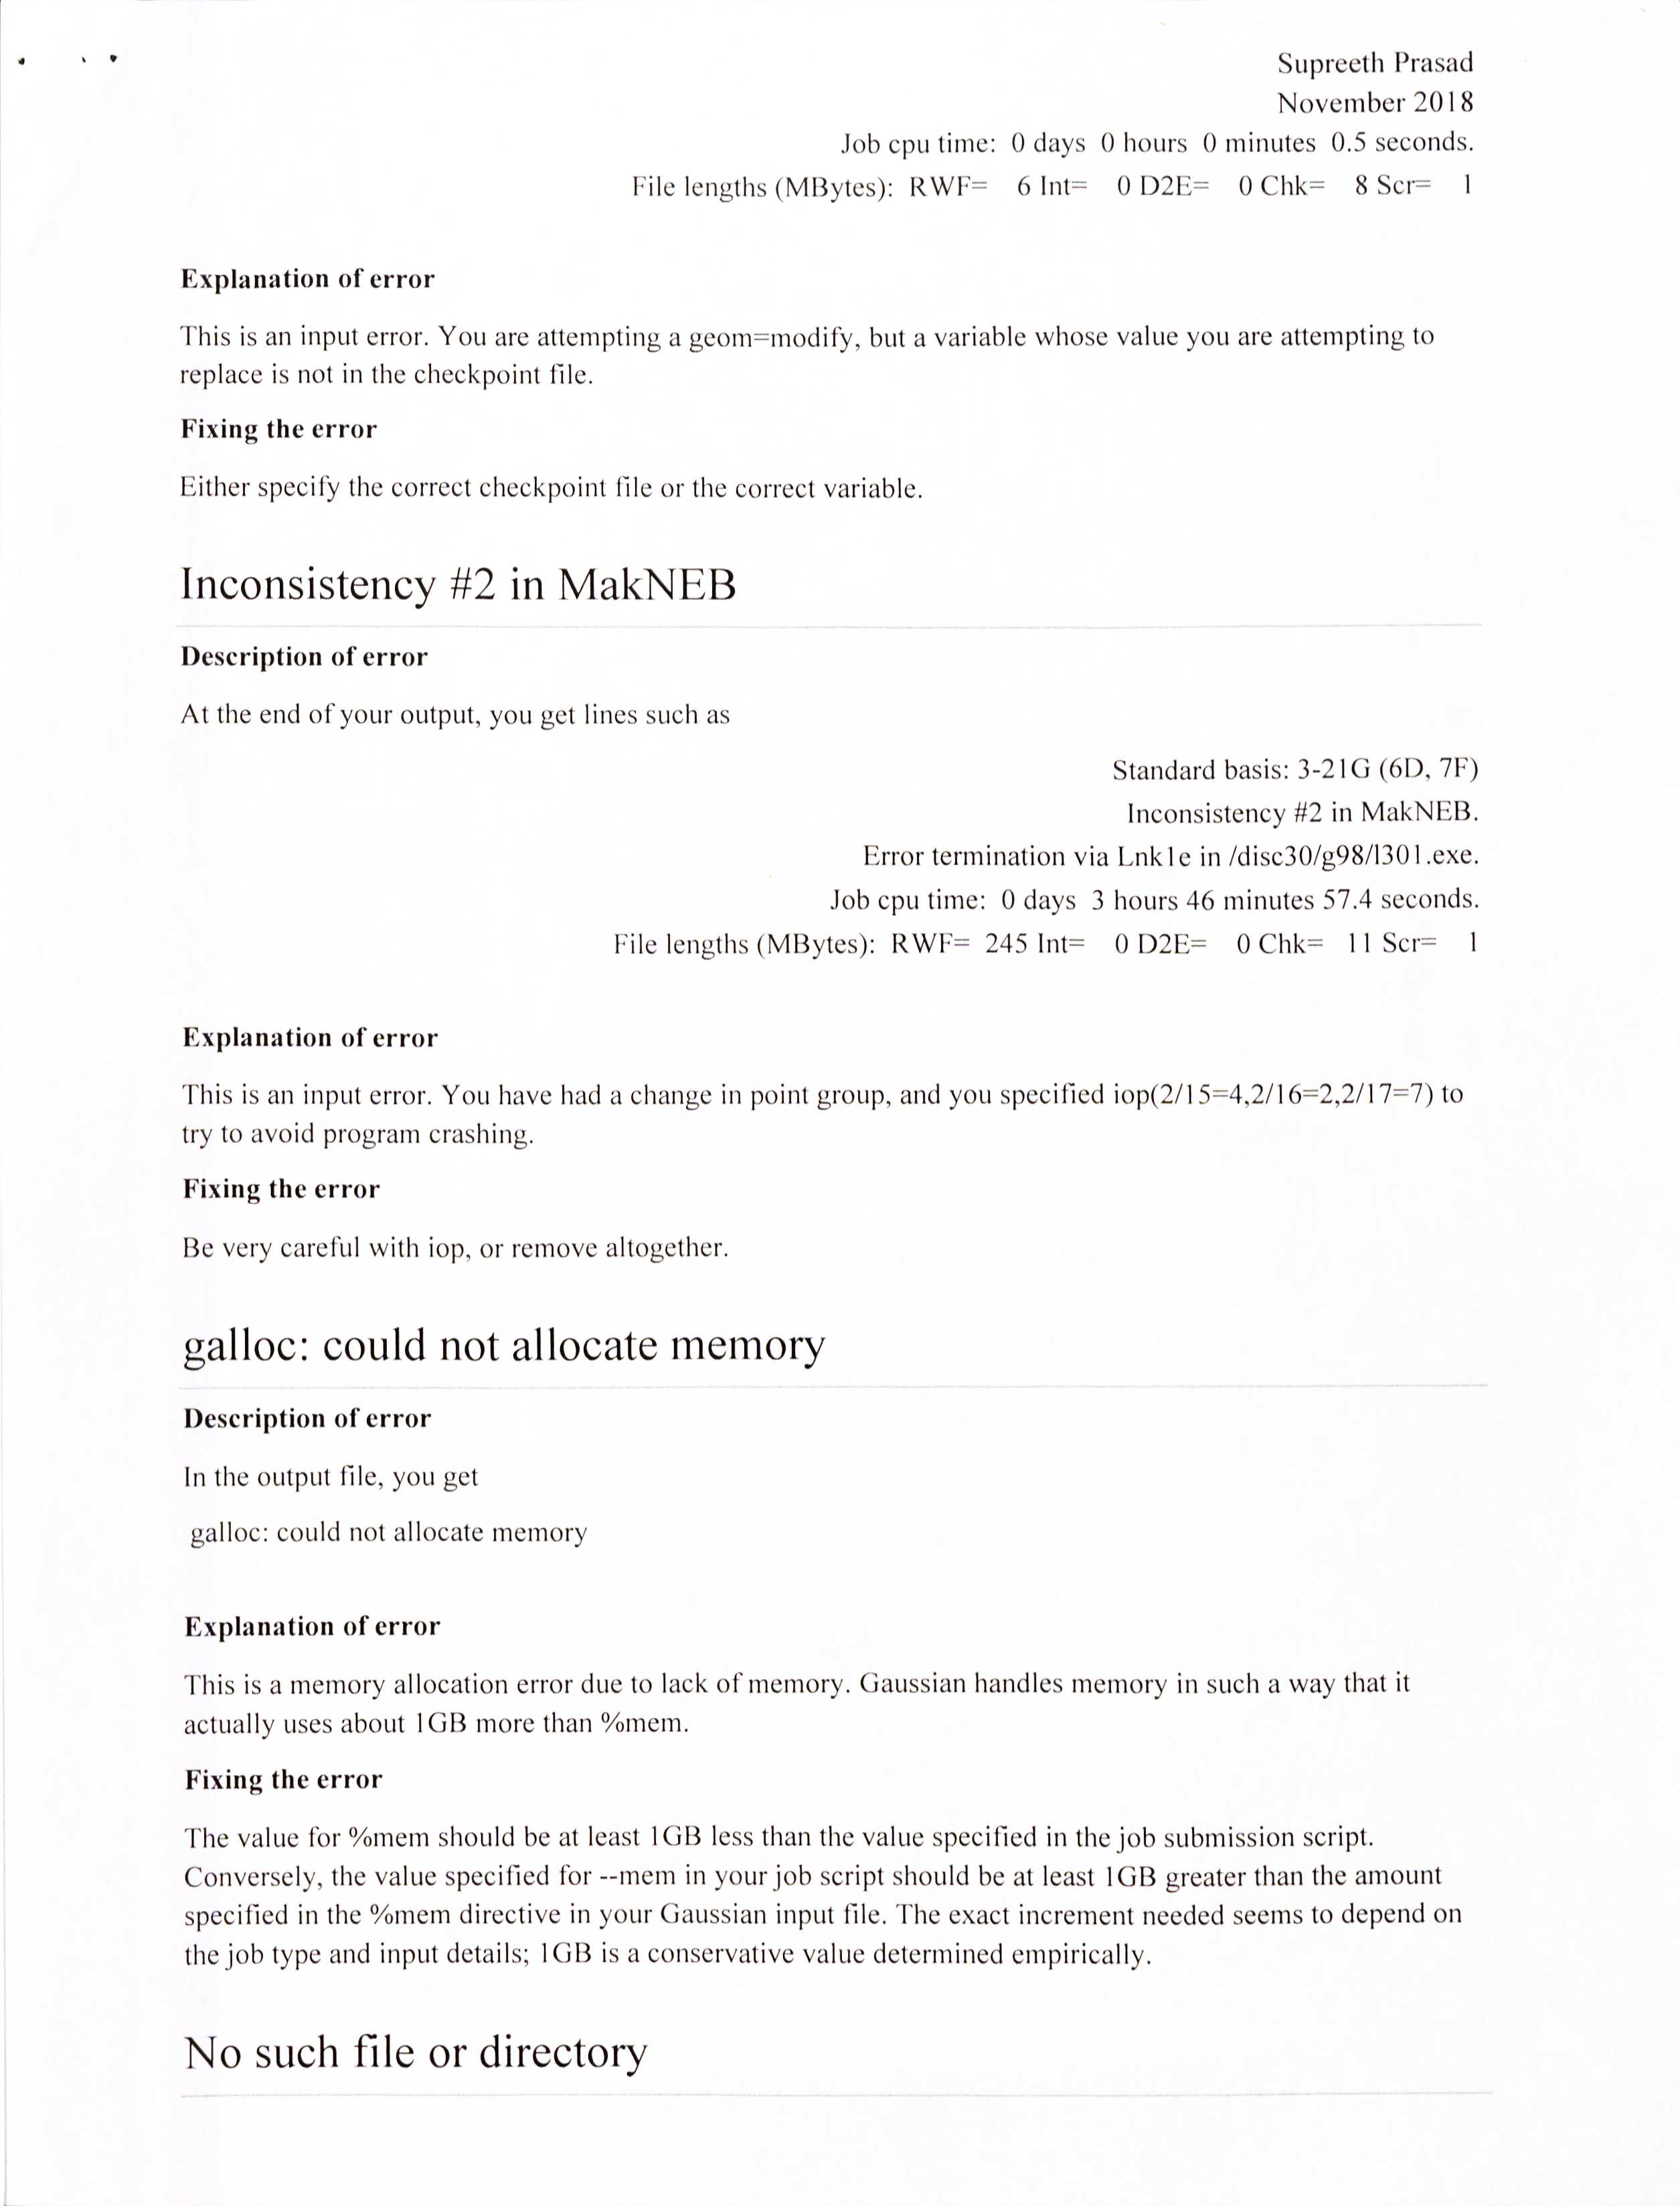 Supreeth Prasad
November 2018
Job cpu time: 0 days 0 hours 0 minutes 0.5 seconds.
File lengths (MBytes): RWF= 6 Int= 0 D2E= 0 Chk= 8 Scr= 1
Explanation of error
This is an input error. You are attempting a geom=modify, but a variable whose value you are attempting to
replace is not in the checkpoint file.
Fixing the error
Either specify the correct checkpoint file or the correct variable.
Inconsistency #2 in MakNEB
Description of error
At the end of your output, you get lines such as
Standard basis: 3-21G (6D, 7F)
Inconsistency #2 in MakNEB.
Error termination via Lnk1e in /disc30/g98/l301.exe.
Job cpu time: 0 days 3 hours 46 minutes 57.4 seconds.
File lengths (MBytes): RWF= 245 Int= 0 D2E= 0 Chk= 11 Scr= 1
Explanation of error
This is an input error. You have had a change in point group, and you specified iop(2/15=4,2/16=2,2/17=7) to
try to avoid program crashing.
Fixing the error
Be very careful with iop, or remove altogether.
galloc: could not allocate memory
Description of error
In the output file, you get
galloc: could not allocate memory
Explanation of error
This is a memory allocation error due to lack of memory. Gaussian handles memory in such a way that it
actually uses about 1GB more than %mem.
Fixing the error
The value for %mem should be at least 1GB less than the value specified in the job submission script.
Conversely, the value specified for --mem in your job script should be at least 1GB greater than the amount
specified in the %mem directive in your Gaussian input file. The exact increment needed seems to depend on
the job type and input details; 1GB is a conservative value determined empirically.
No such file or directory